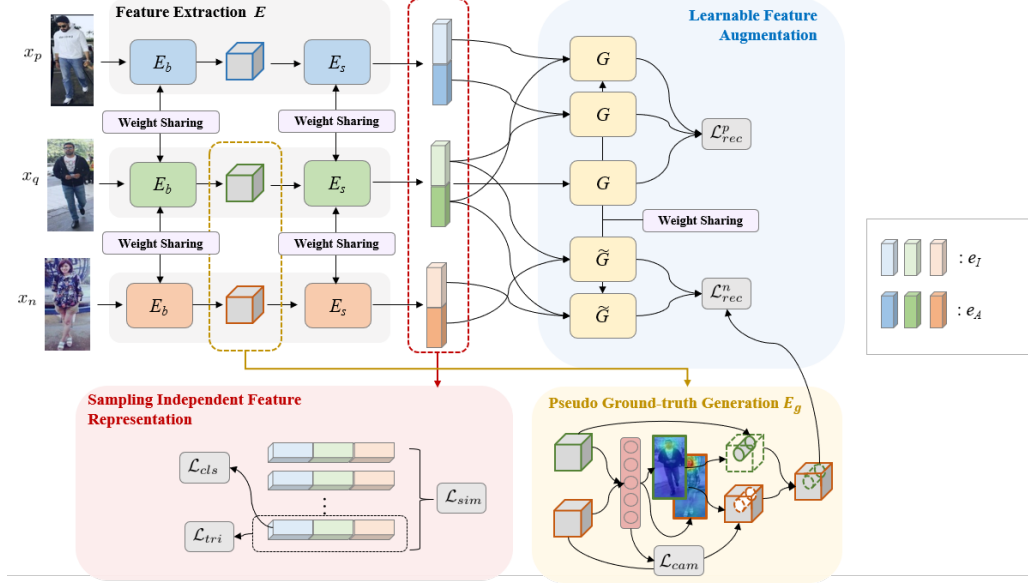 Feature Extraction E
Learnable Feature
Augmentation
x_p
E_b
E_s
G
Weight Sharing
Weight Sharing
G
L^p_rec
x_q
E_b
E_s
G
Weight Sharing
Weight Sharing
Weight Sharing
G̃
: e_I
x_n
E_b
E_s
G̃
L^n_rec
: e_A
Sampling Independent Feature
Representation
Pseudo Ground-truth Generation E_g
L_cls
L_sim
L_tri
L_cam